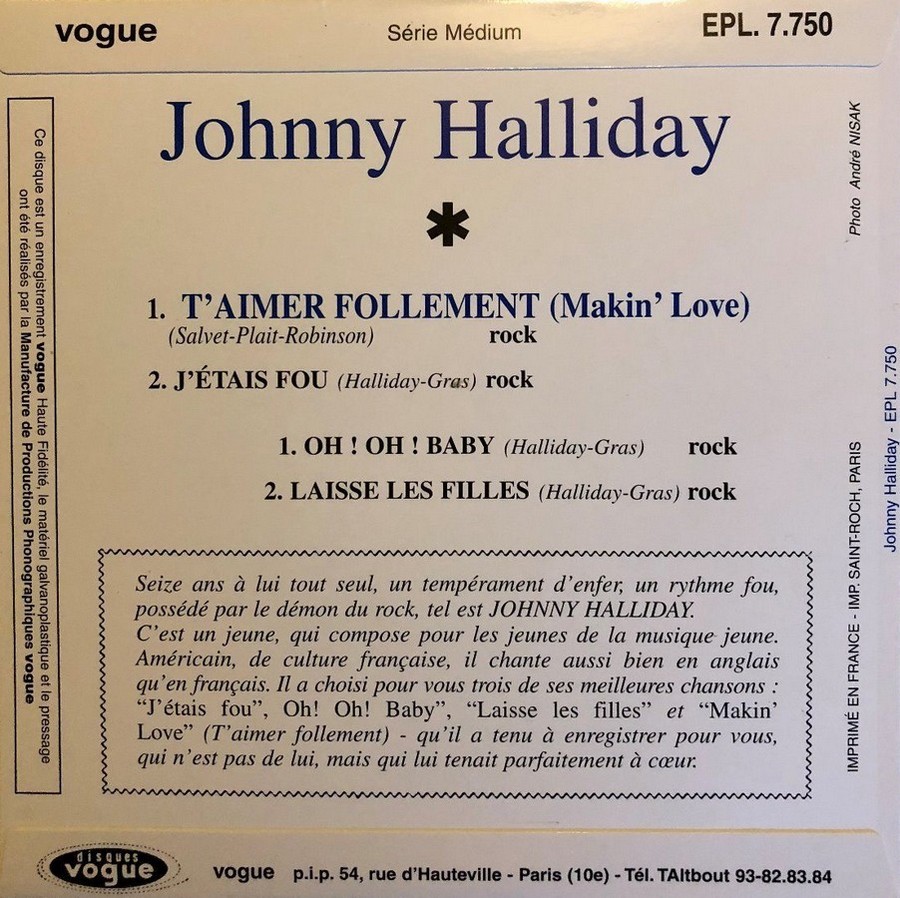 vogue
Série Médium
EPL. 7.750
Johnny Halliday
*
1. T’AIMER FOLLEMENT (Makin’ Love)
(Salvet-Plait-Robinson) rock
2. J’ÉTAIS FOU (Halliday-Gras) rock
1. OH ! OH ! BABY (Halliday-Gras) rock
2. LAISSE LES FILLES (Halliday-Gras) rock
Seize ans à lui tout seul, un tempérament d’enfer, un rythme fou,
possédé par le démon du rock, tel est JOHNNY HALLIDAY.
C’est un jeune, qui compose pour les jeunes de la musique jeune.
Américain, de culture française, il chante aussi bien en anglais
qu’en français. Il a choisi pour vous trois de ses meilleures chansons :
“J’étais fou”, Oh! Oh! Baby”, “Laisse les filles” et “Makin’
Love” (T’aimer follement) - qu’il a tenu à enregistrer pour vous,
qui n’est pas de lui, mais qui lui tenait parfaitement à cœur.
Ce disque est un enregistrement vogue Haute Fidélité, le matériel galvanoplastique et le pressage
ont été réalisés par la Manufacture de Productions Phonographiques vogue
Photo André NISAK
IMPRIMÉ EN FRANCE - IMP. SAINT-ROCH, PARIS
Johnny Halliday - EPL 7.750
disques
vogue
vogue p.i.p. 54, rue d’Hauteville - Paris (10e) - Tél. TAltbout 93-82.83.84